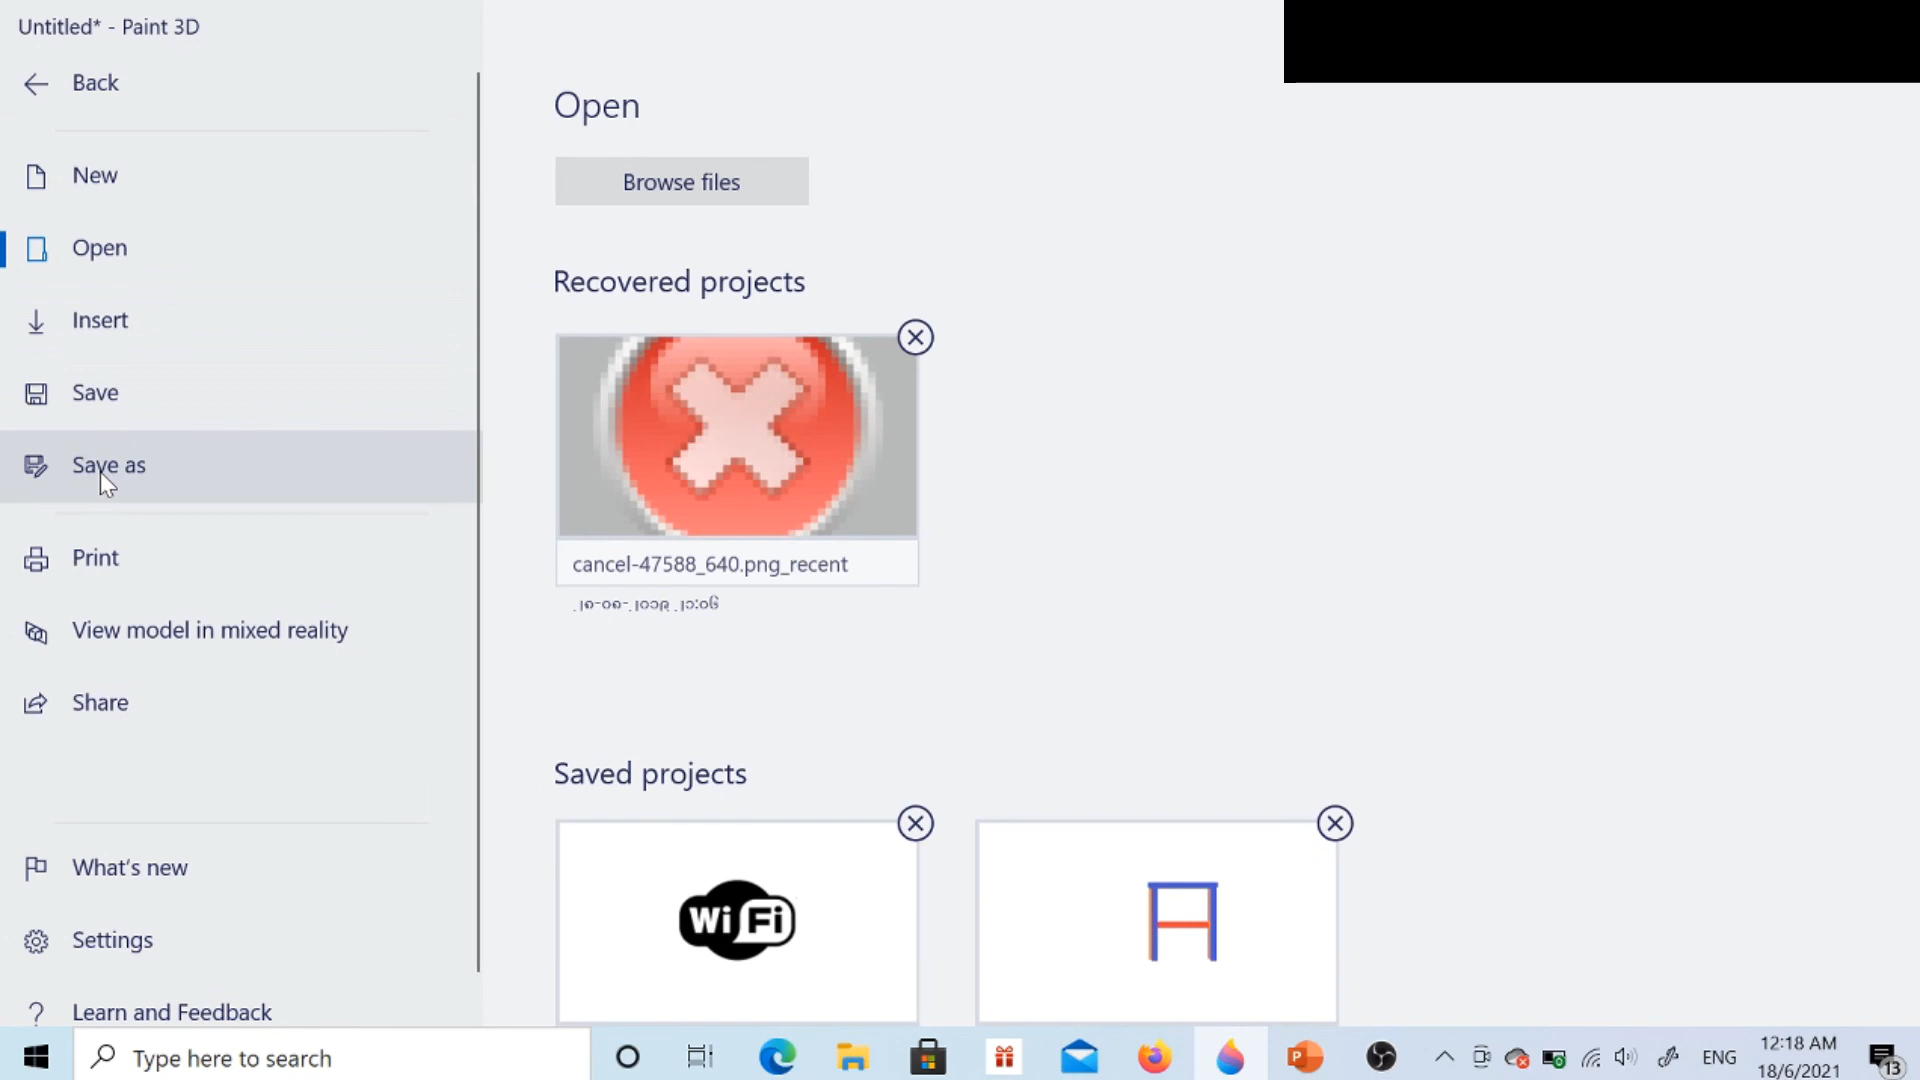 Untitled* - Paint 3D
Back
New
Open
Insert
Save
Save as
Print
View model in mixed reality
Share
What's new
Settings
? Learn and Feedback
Open
Browse files
Recovered projects
cancel-47588_640.png_recent
Saved projects
Wi Fi
Type here to search
ENG
12:18 AM
18/6/2021
13